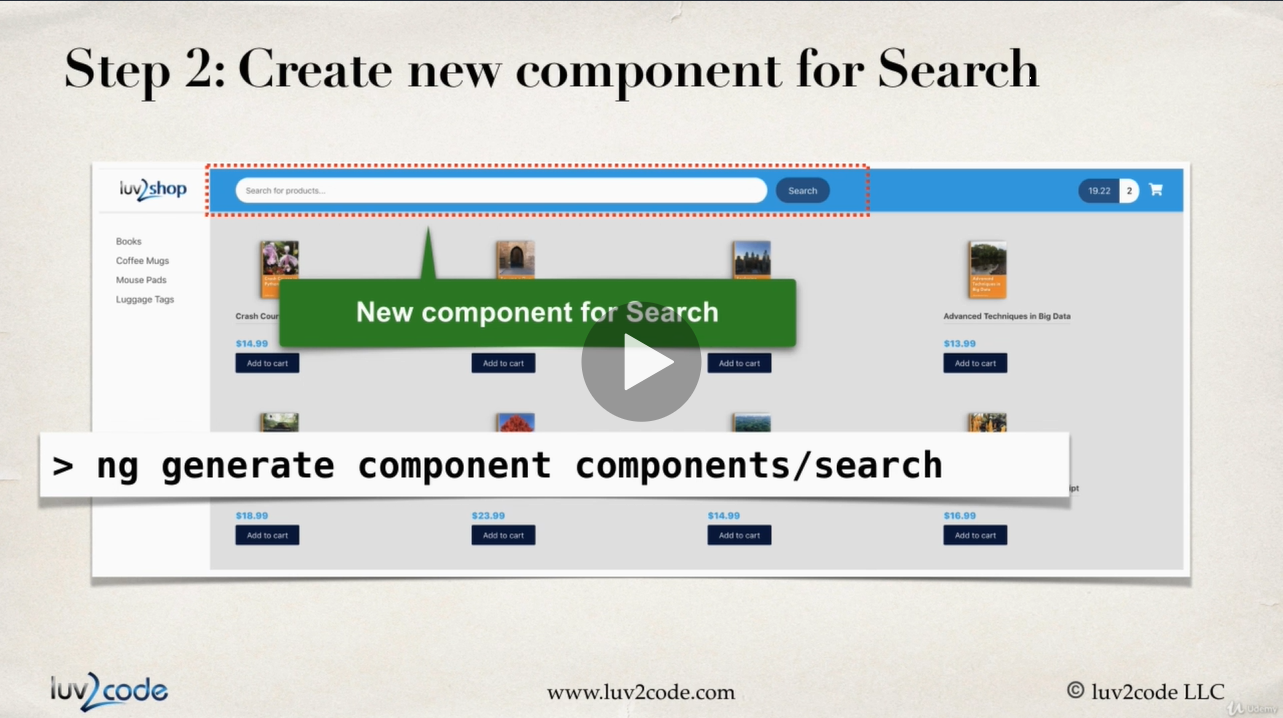 Step 2: Create new component for Search
luv2shop
Search for products...
Search
19.22 2
Books
Coffee Mugs
Mouse Pads
Luggage Tags
New component for Search
Crash Cour
Advanced Techniques in Big Data
$14.99
$13.99
Add to cart
Add to cart
Add to cart
Add to cart
> ng generate component components/search
ipt
$18.99
$23.99
$14.99
$16.99
Add to cart
Add to cart
Add to cart
Add to cart
luv2code
www.luv2code.com
© luv2code LLC
Udemy